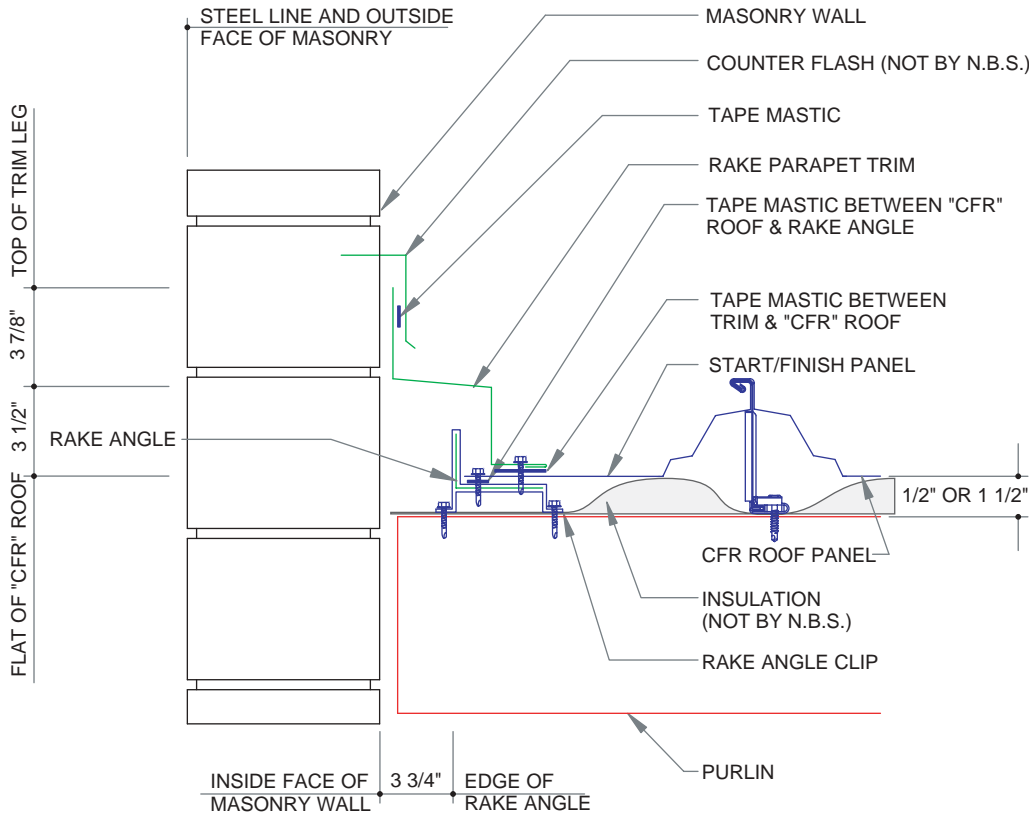 STEEL LINE AND OUTSIDE
FACE OF MASONRY
MASONRY WALL
COUNTER FLASH (NOT BY N.B.S.)
TAPE MASTIC
RAKE PARAPET TRIM
TAPE MASTIC BETWEEN "CFR"
ROOF & RAKE ANGLE
TAPE MASTIC BETWEEN
TRIM & "CFR" ROOF
START/FINISH PANEL
TOP OF TRIM LEG
3 7/8"
3 1/2"
FLAT OF "CFR" ROOF
RAKE ANGLE
1/2" OR 1 1/2"
CFR ROOF PANEL
INSULATION
(NOT BY N.B.S.)
RAKE ANGLE CLIP
PURLIN
INSIDE FACE OF
MASONRY WALL
3 3/4"
EDGE OF
RAKE ANGLE